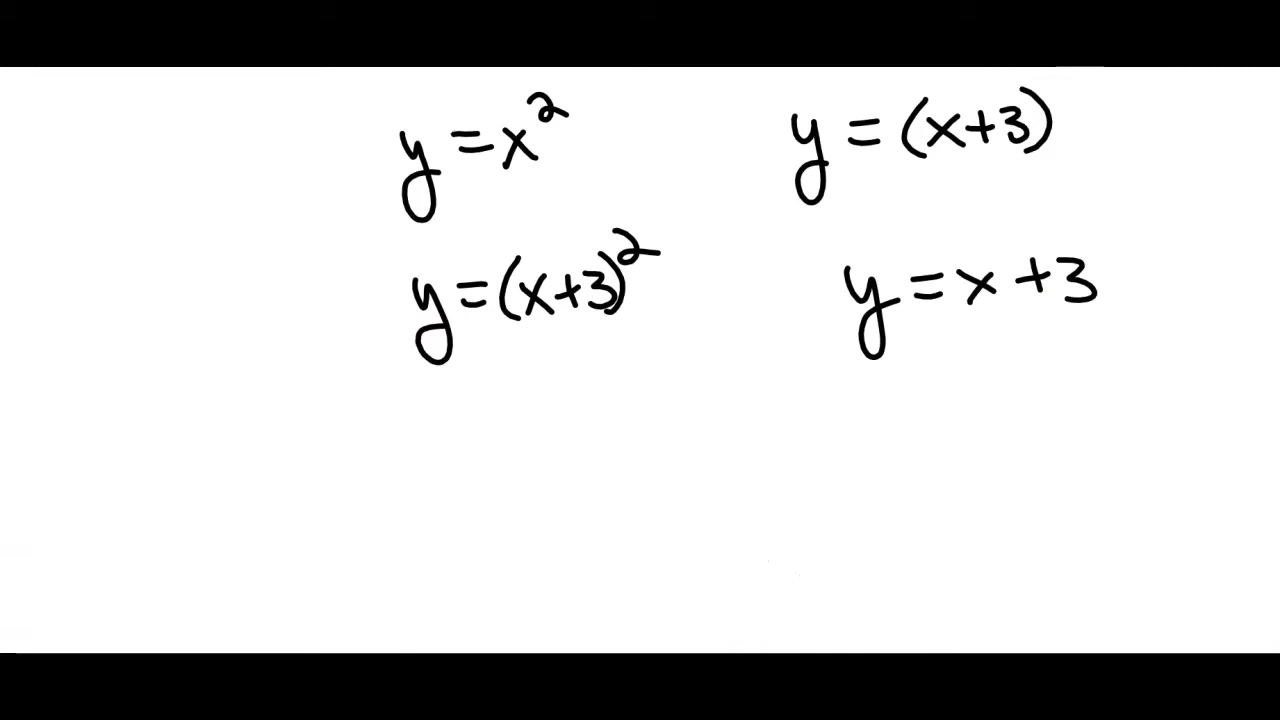 y = x²
y = (x+3)
y = (x+3)²
y = x + 3